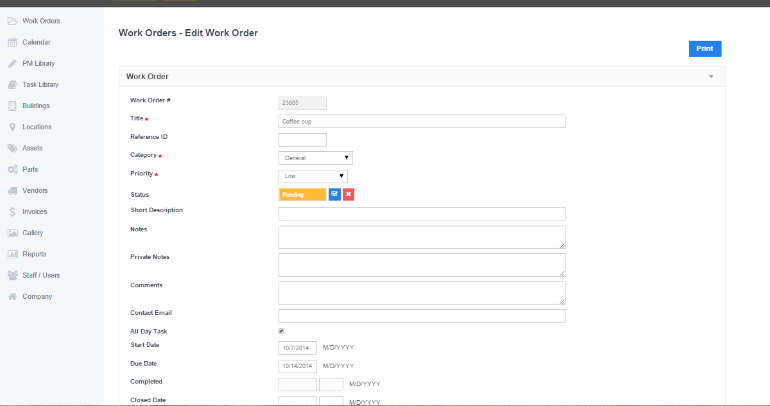 Work Orders
Calendar
PM Library
Task Library
Buildings
Locations
Assets
Parts
Vendors
Invoices
Gallery
Reports
Staff / Users
Company
Work Orders - Edit Work Order
Print
Work Order
Work Order # 23885
Title * Coffee cup
Reference ID
Category * General
Priority * Low
Status Pending
Short Description
Notes
Private Notes
Comments
Contact Email
All Day Task
Start Date 10/7/2014 M/D/YYYY
Due Date 10/14/2014 M/D/YYYY
Completed M/D/YYYY
Closed Date M/D/YYYY